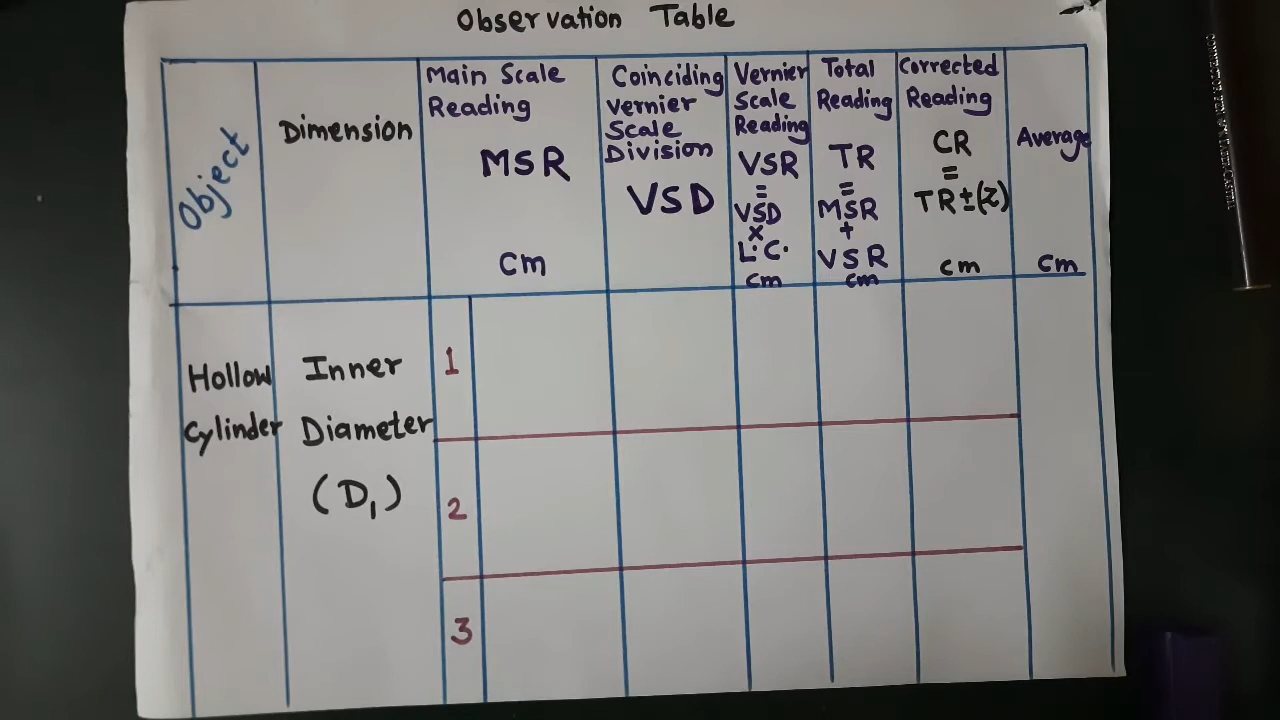 Observation Table
Object
Dimension
Main Scale
Reading
MSR
cm
Coinciding
Vernier
Scale
Division
VSD
Vernier
Scale
Reading
VSR
=
VSD
×
L.C.
cm
Total
Reading
TR
=
MSR
+
VSR
cm
Corrected
Reading
CR
=
TR±(z)
cm
Average
cm
Hollow
Cylinder
Inner
Diameter
(D₁)
1
2
3